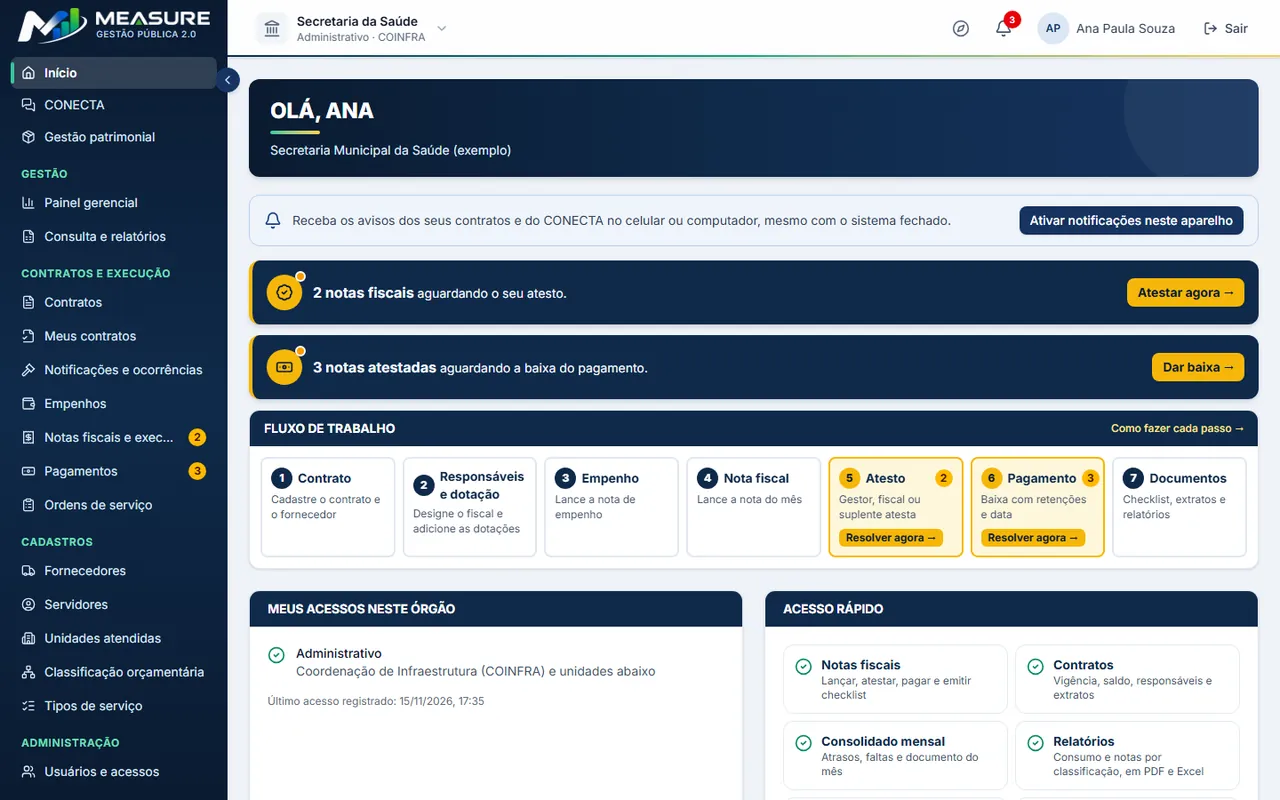 MEASURE
GESTÃO PÚBLICA 2.0
Início
CONECTA
Gestão patrimonial
GESTÃO
Painel gerencial
Consulta e relatórios
CONTRATOS E EXECUÇÃO
Contratos
Meus contratos
Notificações e ocorrências
Empenhos
Notas fiscais e exec... 2
Pagamentos 3
Ordens de serviço
CADASTROS
Fornecedores
Servidores
Unidades atendidas
Classificação orçamentária
Tipos de serviço
ADMINISTRAÇÃO
Usuários e acessos
Secretaria da Saúde
Administrativo · COINFRA
3
AP Ana Paula Souza
Sair
OLÁ, ANA
Secretaria Municipal da Saúde (exemplo)
Receba os avisos dos seus contratos e do CONECTA no celular ou computador, mesmo com o sistema fechado.
Ativar notificações neste aparelho
2 notas fiscais aguardando o seu atesto.
Atestar agora →
3 notas atestadas aguardando a baixa do pagamento.
Dar baixa →
FLUXO DE TRABALHO
Como fazer cada passo →
1 Contrato
Cadastre o contrato e
o fornecedor
2 Responsáveis
e dotação
Designe o fiscal e
adicione as dotações
3 Empenho
Lance a nota de
empenho
4 Nota fiscal
Lance a nota do mês
5 Atesto 2
Gestor, fiscal ou
suplente atesta
Resolver agora →
6 Pagamento 3
Baixa com retenções
e data
Resolver agora →
7 Documentos
Checklist, extratos e
relatórios
MEUS ACESSOS NESTE ÓRGÃO
Administrativo
Coordenação de Infraestrutura (COINFRA) e unidades abaixo
Último acesso registrado: 15/11/2026, 17:35
ACESSO RÁPIDO
Notas fiscais
Lançar, atestar, pagar e emitir
checklist
Contratos
Vigência, saldo, responsáveis e
extratos
Consolidado mensal
Atrasos, faltas e documento do
mês
Relatórios
Consumo e notas por
classificação, em PDF e Excel